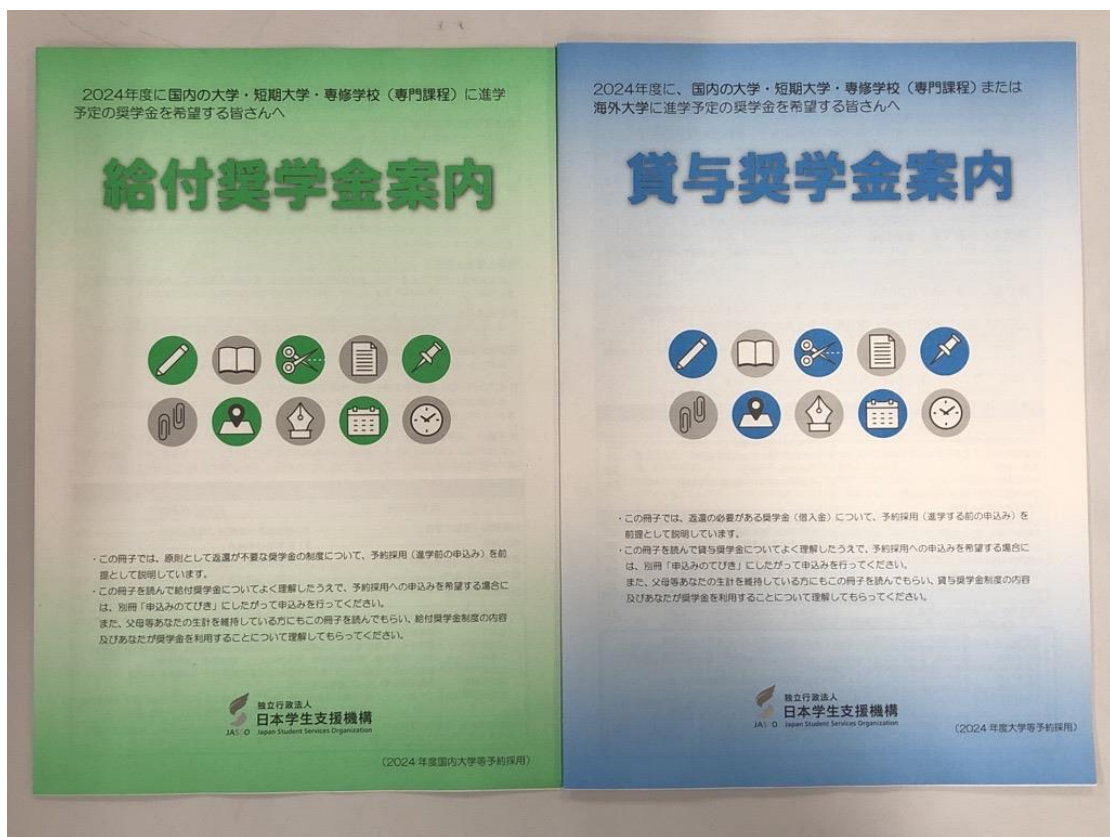 2024年度に国内の大学・短期大学・専修学校（専門課程）に進学
予定の奨学金を希望する皆さんへ
給付奨学金案内
・この冊子では、原則として返還が不要な奨学金の制度について、予約採用（進学前の申込み）を前
提として説明しています。
・この冊子を読んで給付奨学金についてよく理解したうえで、予約採用への申込みを希望する場合に
は、別冊「申込みのてびき」にしたがって申込みを行ってください。
また、父母等あなたの生計を維持している方にもこの冊子を読んでもらい、給付奨学金制度の内容
及びあなたが奨学金を利用することについて理解してもらってください。
JASSO
独立行政法人
日本学生支援機構
Japan Student Services Organization
（2024年度国内大学等予約採用）
2024年度に、国内の大学・短期大学・専修学校（専門課程）または
海外大学に進学予定の奨学金を希望する皆さんへ
貸与奨学金案内
・この冊子では、返還の必要がある奨学金（借入金）について、予約採用（進学する前の申込み）を
前提として説明しています。
・この冊子を読んで貸与奨学金についてよく理解したうえで、予約採用への申込みを希望する場合に
は、別冊「申込みのてびき」にしたがって申込みを行ってください。
また、父母等あなたの生計を維持している方にもこの冊子を読んでもらい、貸与奨学金制度の内容
及びあなたが奨学金を利用することについて理解してもらってください。
JASSO
独立行政法人
日本学生支援機構
Japan Student Services Organization
（2024年度大学等予約採用）